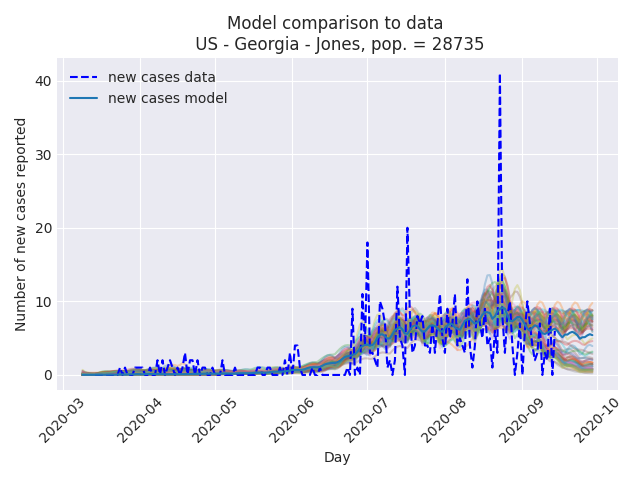 Model comparison to data
US - Georgia - Jones, pop. = 28735
new cases data
new cases model
Number of new cases reported
40
30
20
10
0
2020-03
2020-04
2020-05
2020-06
2020-07
2020-08
2020-09
2020-10
Day